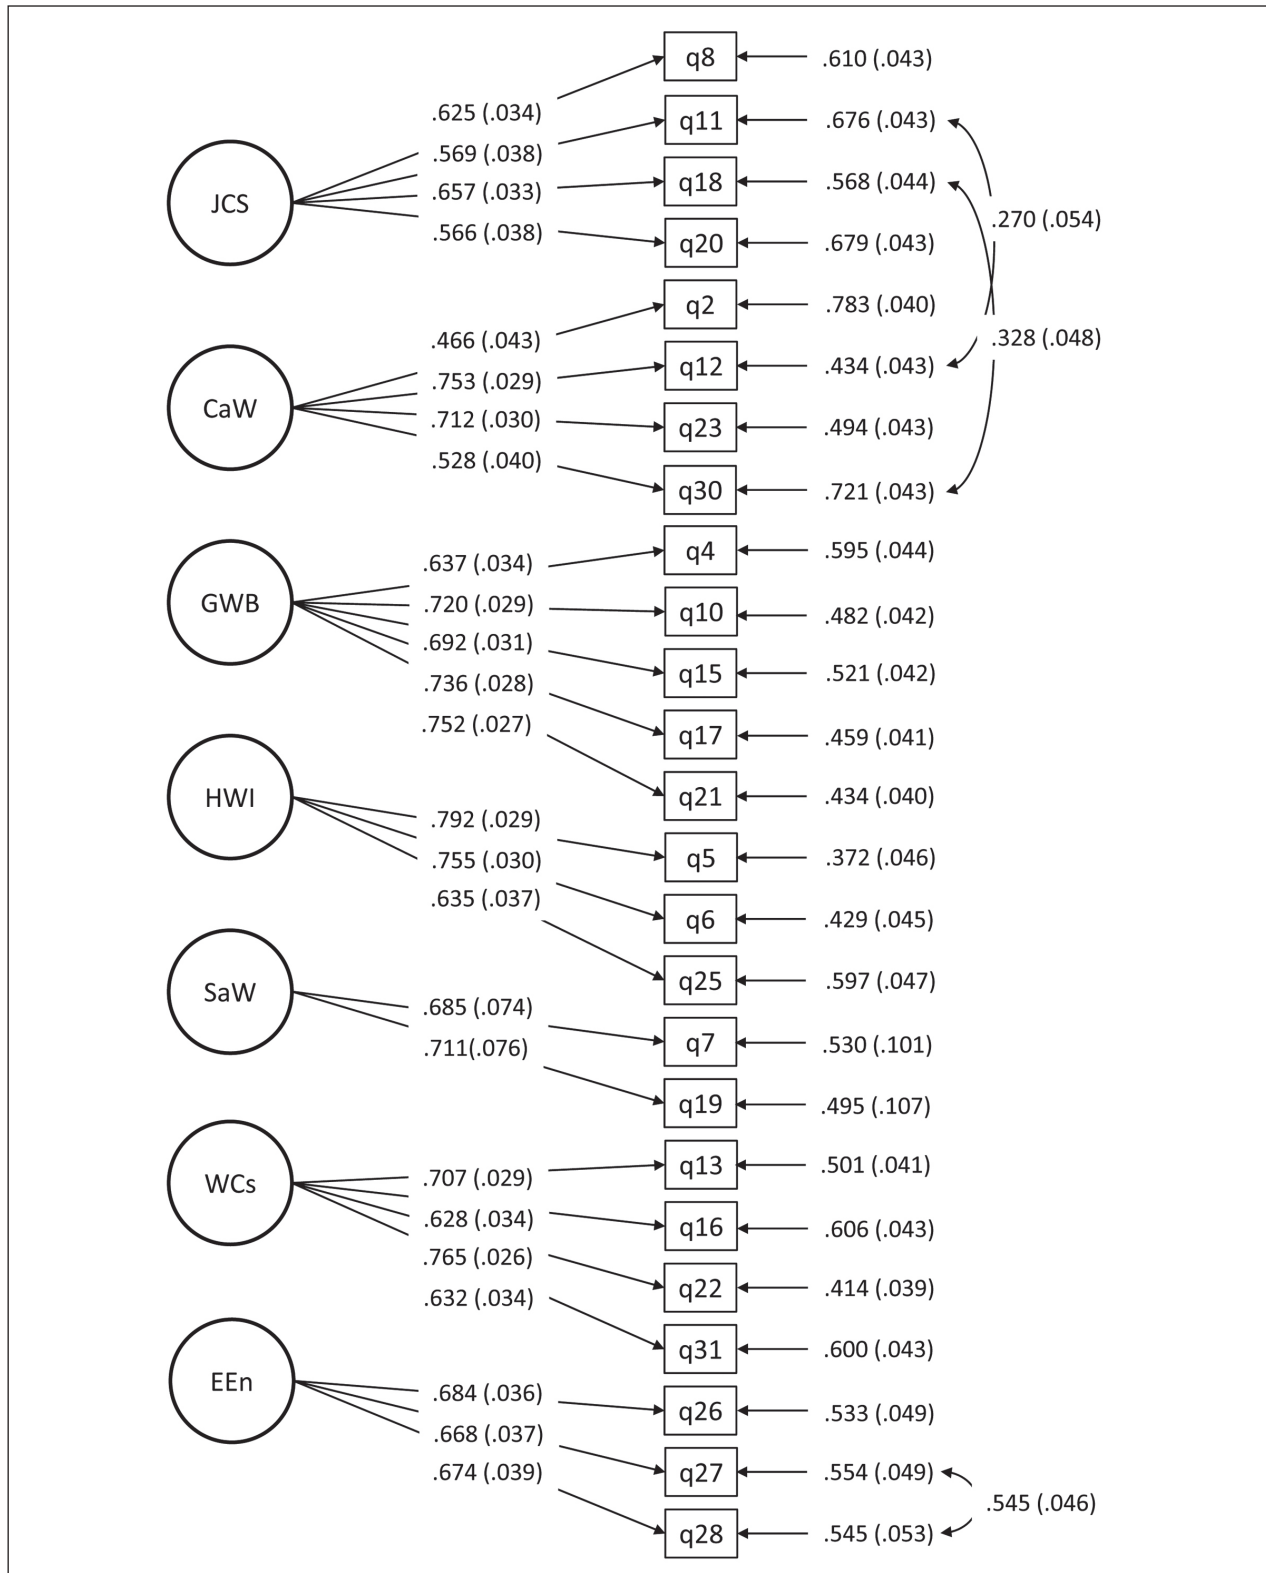 q8 .610 (.043)
.625 (.034)
q11 .676 (.043)
.569 (.038)
JCS
.657 (.033) q18 .568 (.044)
.270 (.054)
.566 (.038) q20 .679 (.043)
q2 .783 (.040)
.466 (.043)
.328 (.048)
q12 .434 (.043)
.753 (.029)
CaW
.712 (.030) q23 .494 (.043)
.528 (.040)
q30 .721 (.043)
q4 .595 (.044)
.637 (.034)
GWB
.720 (.029) q10 .482 (.042)
.692 (.031)
q15 .521 (.042)
.736 (.028)
.752 (.027) q17 .459 (.041)
HWI
q21 .434 (.040)
.792 (.029)
.755 (.030) q5 .372 (.046)
.635 (.037)
q6 .429 (.045)
q25 .597 (.047)
SaW
.685 (.074)
.711(.076) q7 .530 (.101)
q19 .495 (.107)
q13 .501 (.041)
.707 (.029)
WCs
.628 (.034) q16 .606 (.043)
.765 (.026)
q22 .414 (.039)
.632 (.034)
q31 .600 (.043)
EEn
.684 (.036)
q26 .533 (.049)
.668 (.037)
.674 (.039) q27 .554 (.049)
.545 (.046)
q28 .545 (.053)